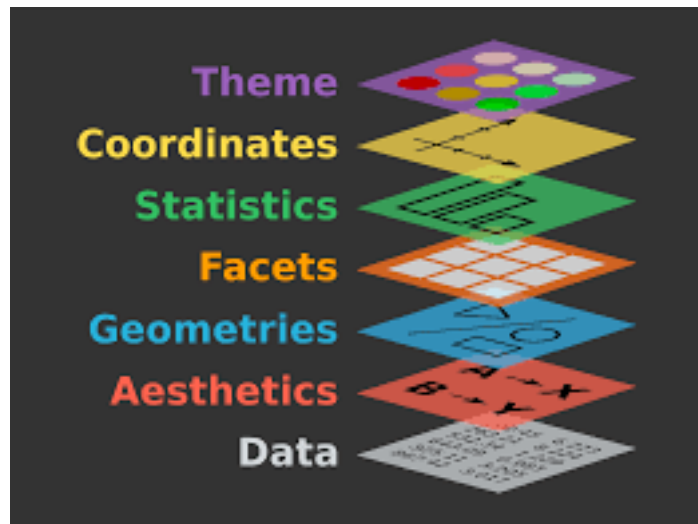 Theme
Coordinates
Statistics
Facets
Geometries
Aesthetics
A → X
B → Y
Data